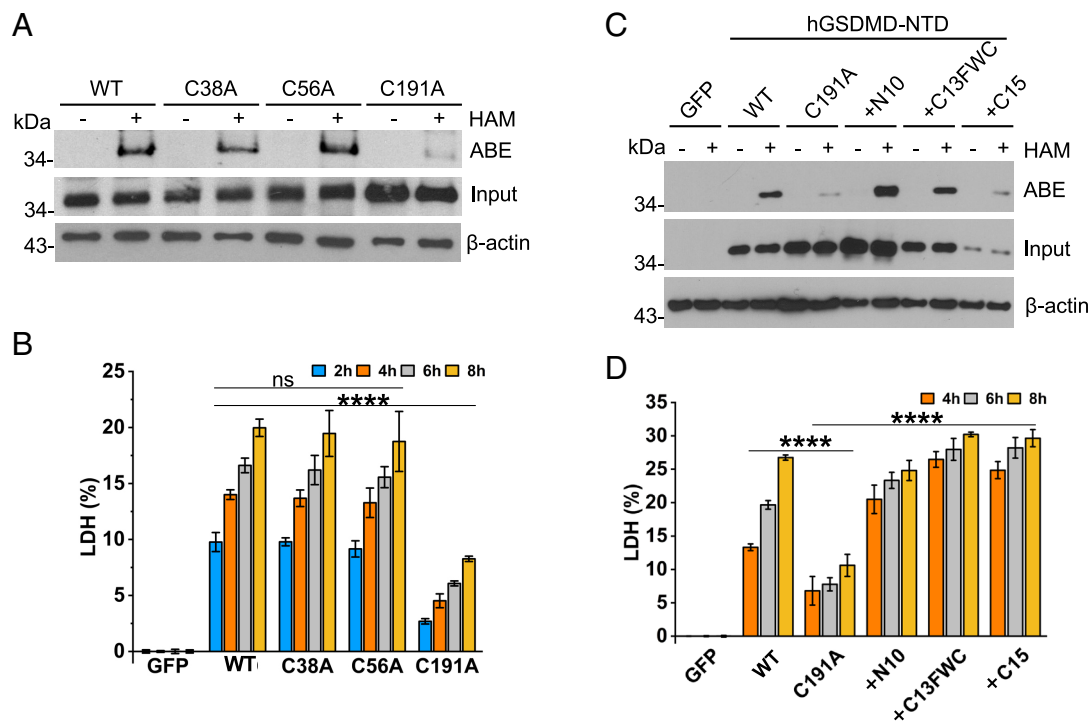 A
WT C38A C56A C191A
kDa - + - + - + - + HAM
34- ABE
34- Input
43- β-actin
B
2h 4h 6h 8h
ns
****
LDH (%)
25
20
15
10
5
0
GFP WT C38A C56A C191A
C
hGSDMD-NTD
GFP WT C191A +N10 +C13FWC +C15
kDa - + - + - + - + - + - + HAM
34- ABE
34- Input
43- β-actin
D
4h 6h 8h
**** ****
LDH (%)
35
30
25
20
15
10
5
0
GFP WT C191A +N10 +C13FWC +C15